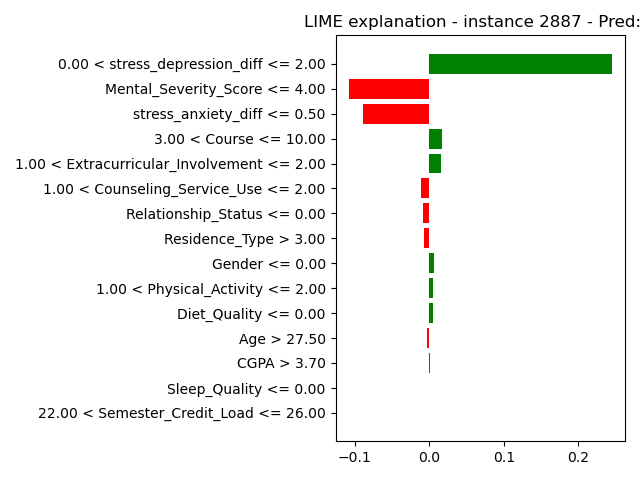 LIME explanation - instance 2887 - Pred:
0.00 < stress_depression_diff <= 2.00
Mental_Severity_Score <= 4.00
stress_anxiety_diff <= 0.50
3.00 < Course <= 10.00
1.00 < Extracurricular_Involvement <= 2.00
1.00 < Counseling_Service_Use <= 2.00
Relationship_Status <= 0.00
Residence_Type > 3.00
Gender <= 0.00
1.00 < Physical_Activity <= 2.00
Diet_Quality <= 0.00
Age > 27.50
CGPA > 3.70
Sleep_Quality <= 0.00
22.00 < Semester_Credit_Load <= 26.00
−0.1 0.0 0.1 0.2